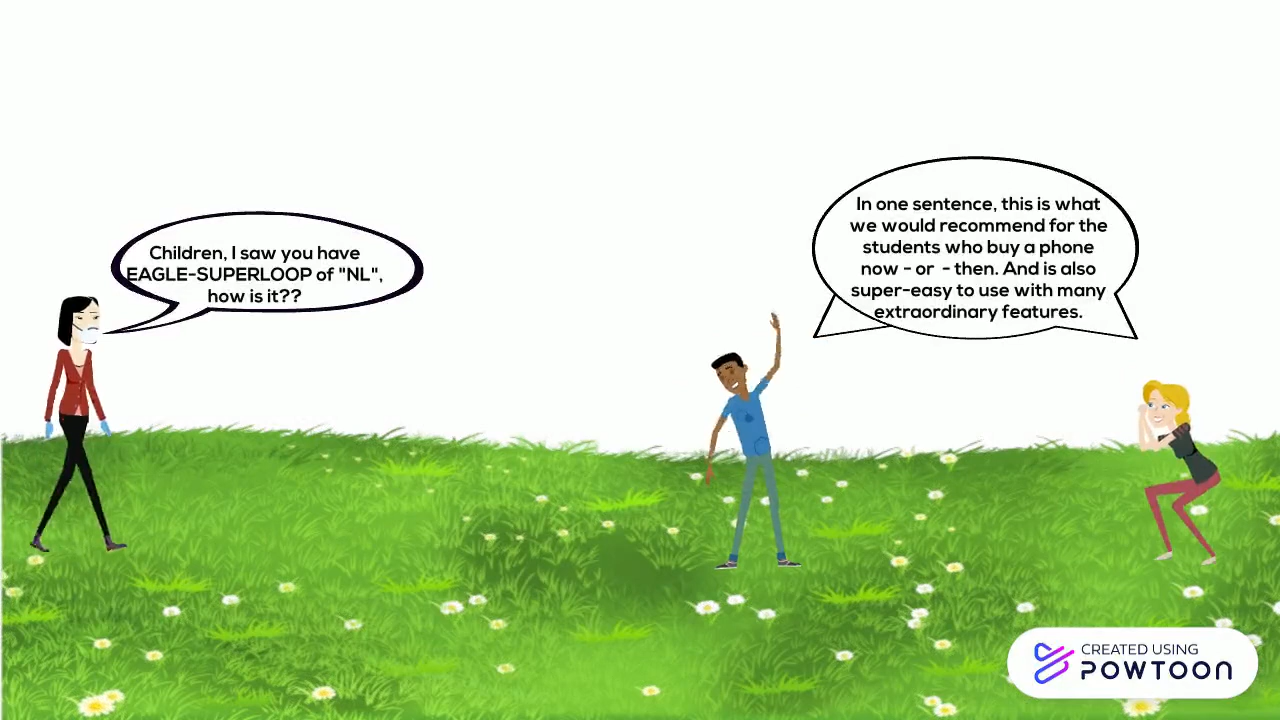 Children, I saw you have
EAGLE-SUPERLOOP of "NL",
how is it??
In one sentence, this is what
we would recommend for the
students who buy a phone
now - or - then. And is also
super-easy to use with many
extraordinary features.
CREATED USING
POWTOON